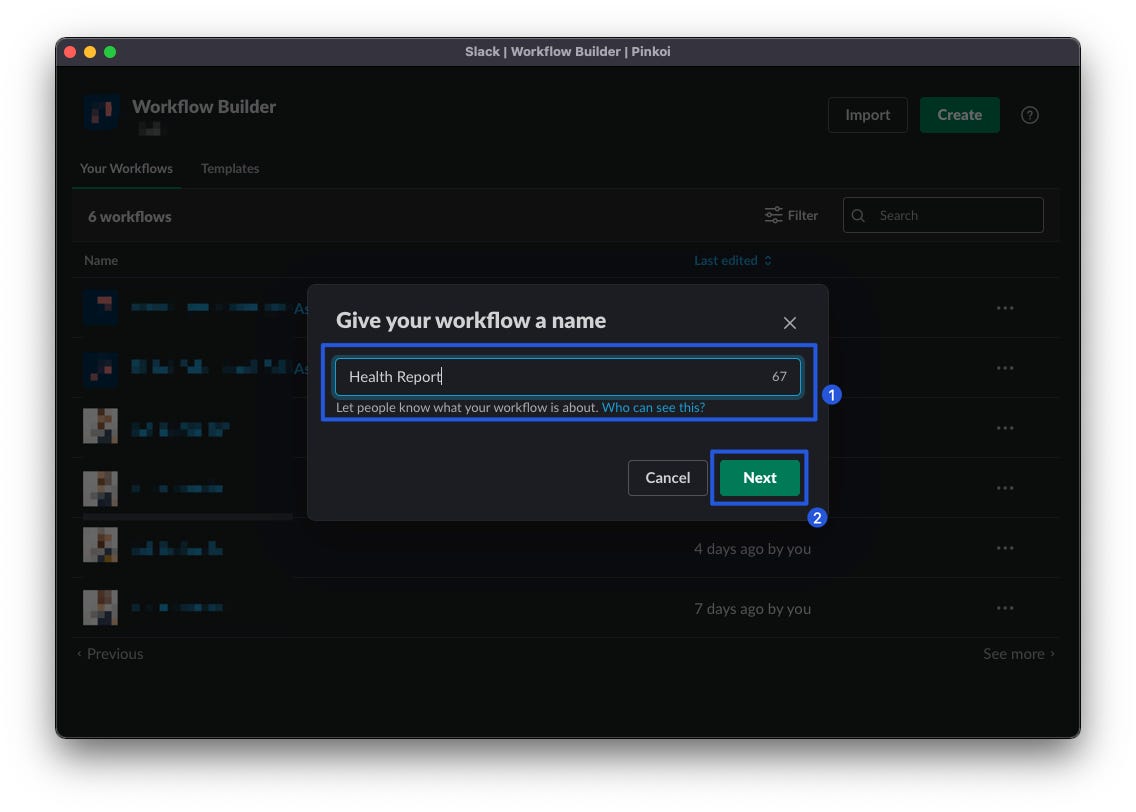 Slack | Workflow Builder | Pinkoi
Workflow Builder
Import
Create
?
Your Workflows
Templates
6 workflows
Filter
Search
Name
Last edited
As
As
Give your workflow a name
Health Report
67
Let people know what your workflow is about. Who can see this?
1
Cancel
Next
2
4 days ago by you
7 days ago by you
‹ Previous
See more ›